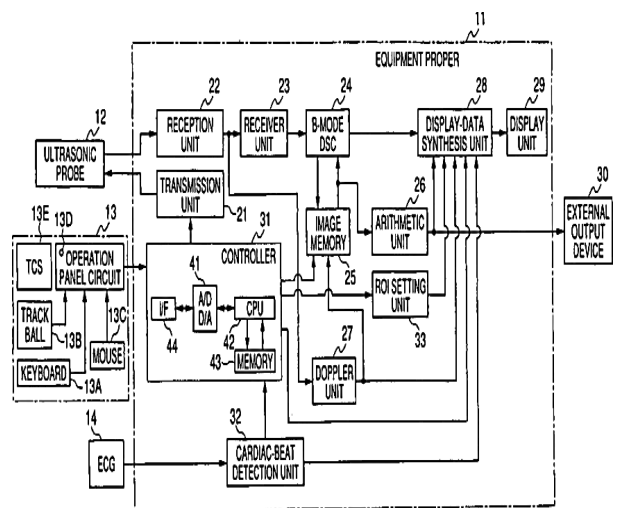 11
EQUIPMENT PROPER
22
23
24
28
29
12
RECEPTION
UNIT
RECEIVER
UNIT
B-MODE
DSC
DISPLAY-DATA
SYNTHESIS UNIT
DISPLAY
UNIT
ULTRASONIC
PROBE
TRANSMISSION
UNIT
21
26
30
13
13E
13D
31
IMAGE
MEMORY
25
ARITHMETIC
UNIT
EXTERNAL
OUTPUT
DEVICE
TCS
OPERATION
PANEL CIRCUIT
41
CONTROLLER
TRACK
BALL
13B
13C
MOUSE
KEYBOARD
13A
I/F
44
A/D
D/A
CPU
42
43
MEMORY
ROI SETTING
UNIT
33
27
DOPPLER
UNIT
14
ECG
32
CARDIAC-BEAT
DETECTION UNIT